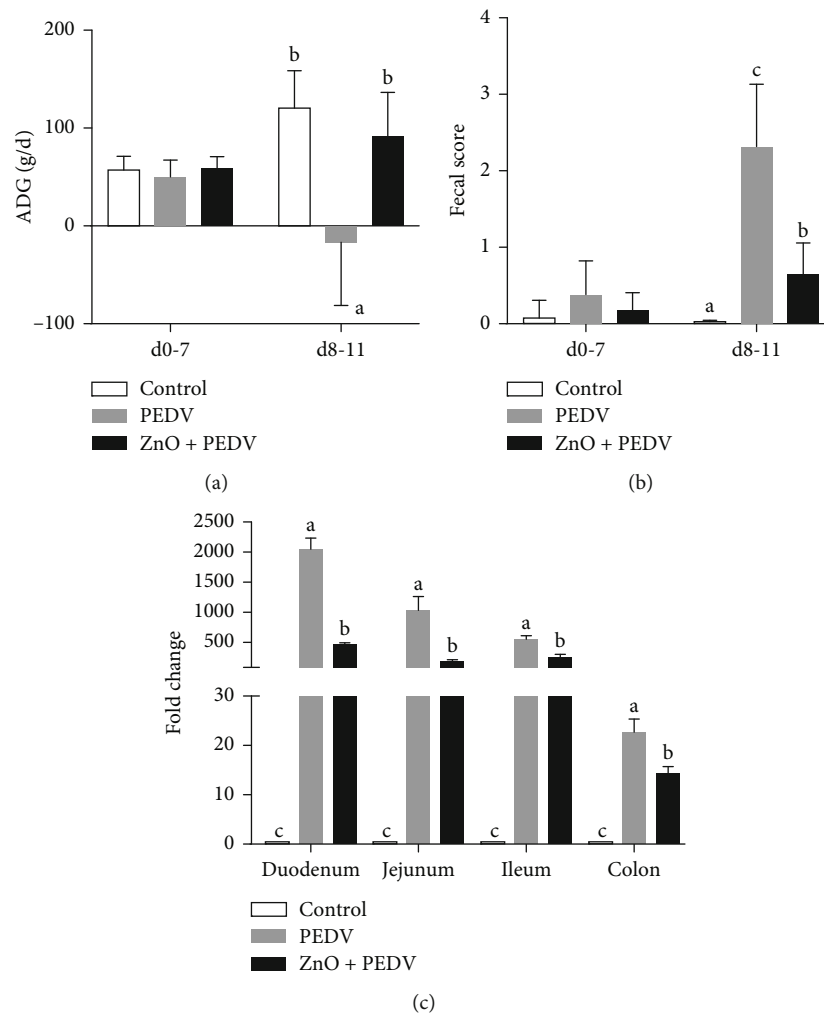 200
100
0
−100
ADG (g/d)
b
b
a
d0-7
d8-11
Control
PEDV
ZnO + PEDV
(a)
4
3
2
1
0
Fecal score
a
c
b
d0-7
d8-11
Control
PEDV
ZnO + PEDV
(b)
2500
2000
1500
1000
500
30
20
10
0
Fold change
c
a
b
c
a
b
c
a
b
c
a
b
Duodenum
Jejunum
Ileum
Colon
Control
PEDV
ZnO + PEDV
(c)